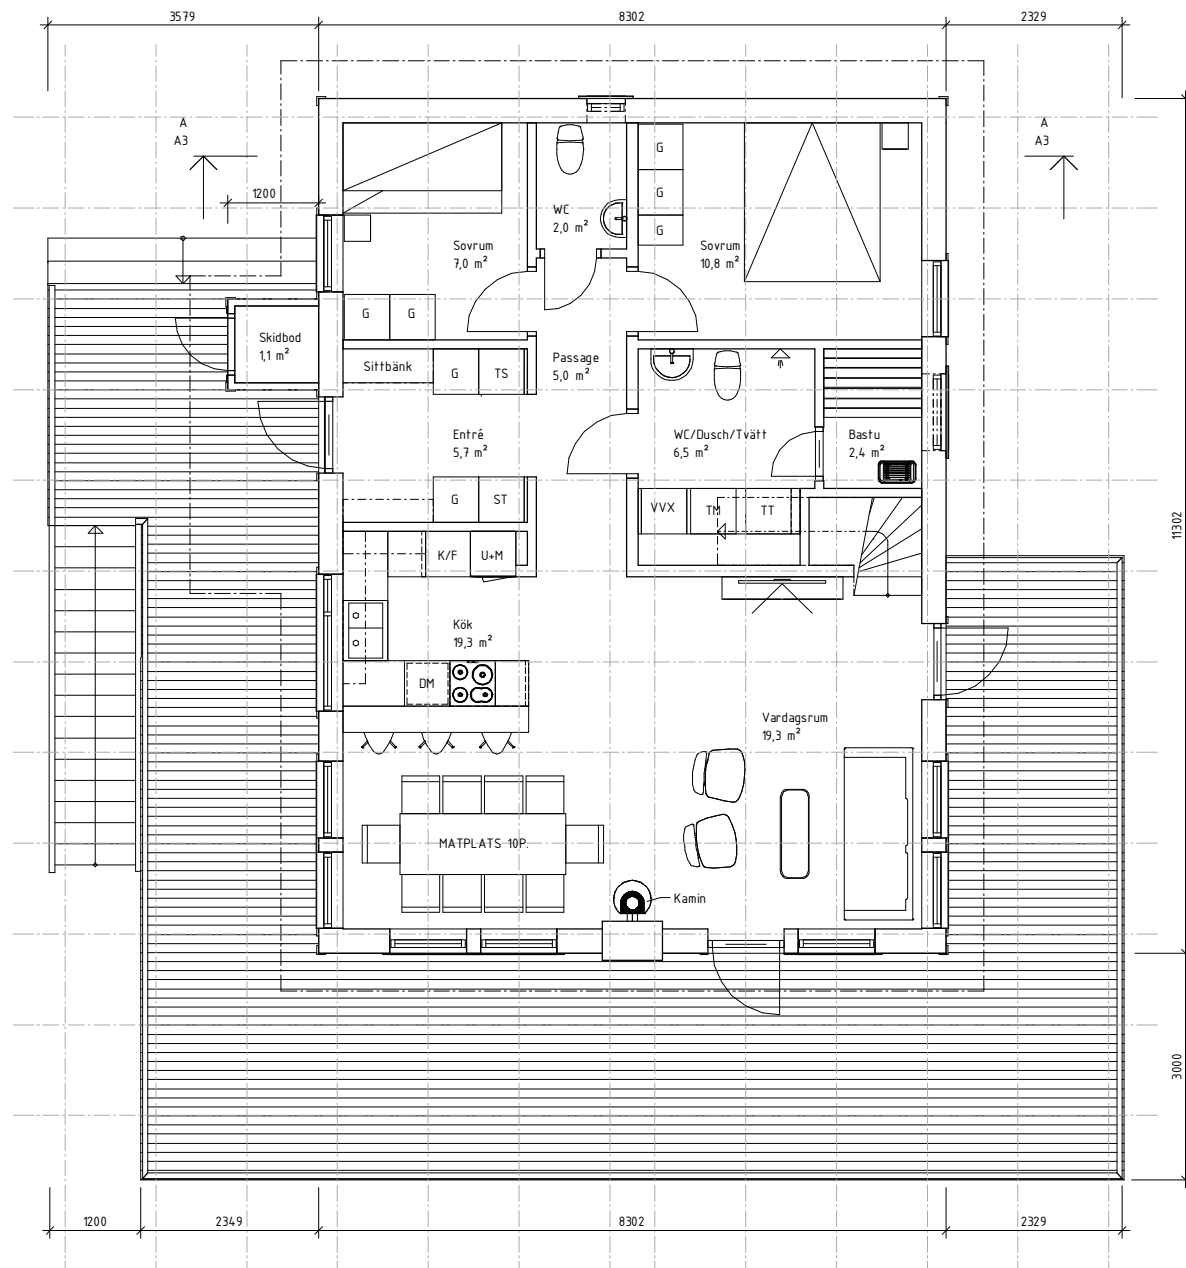 3579
8302
2329
A
A3
A
A3
1200
WC
2,0 m²
G
G
G
Sovrum
7,0 m²
Sovrum
10,8 m²
G
G
Skidbod
1,1 m²
Sittbänk
G
TS
Passage
5,0 m²
Entré
5,7 m²
WC/Dusch/Tvätt
6,5 m²
Bastu
2,4 m²
G
ST
VVX
TM
TT
11302
K/F
U+M
Kök
19,3 m²
DM
Vardagsrum
19,3 m²
MATPLATS 10P.
Kamin
3000
1200
2349
8302
2329